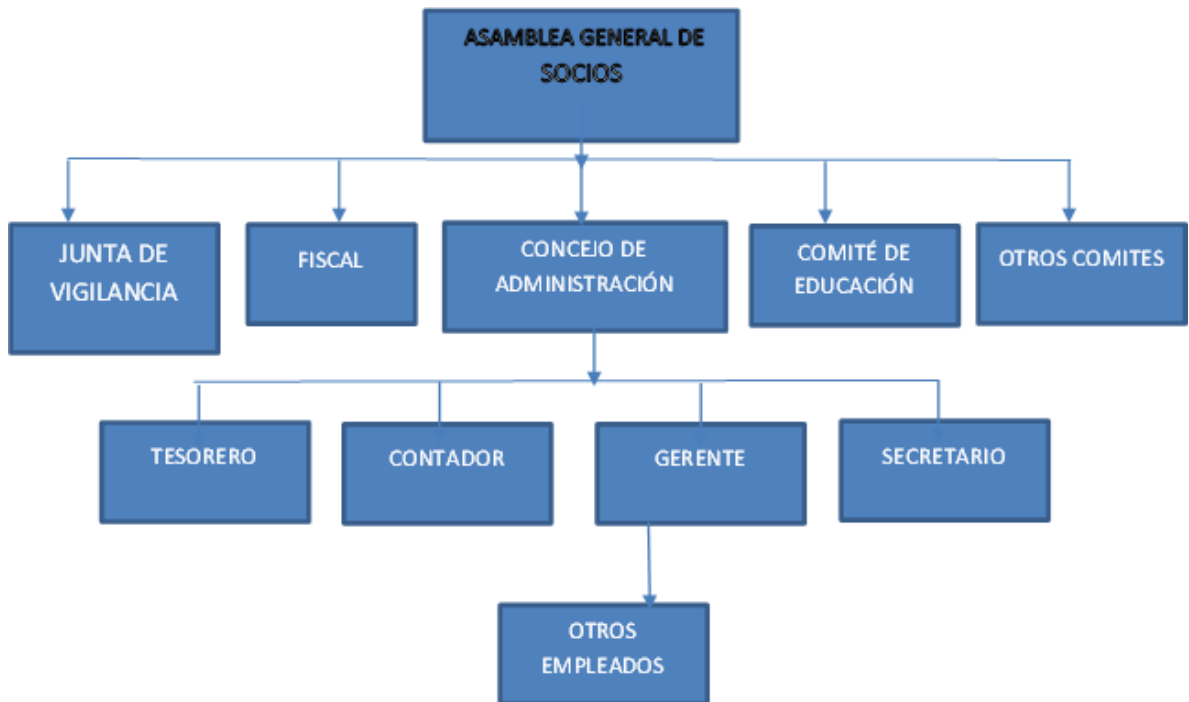 ASAMBLEA GENERAL DE
SOCIOS
JUNTA DE
VIGILANCIA
FISCAL
CONCEJO DE
ADMINISTRACIÓN
COMITÉ DE
EDUCACIÓN
OTROS COMITES
TESORERO
CONTADOR
GERENTE
SECRETARIO
OTROS
EMPLEADOS